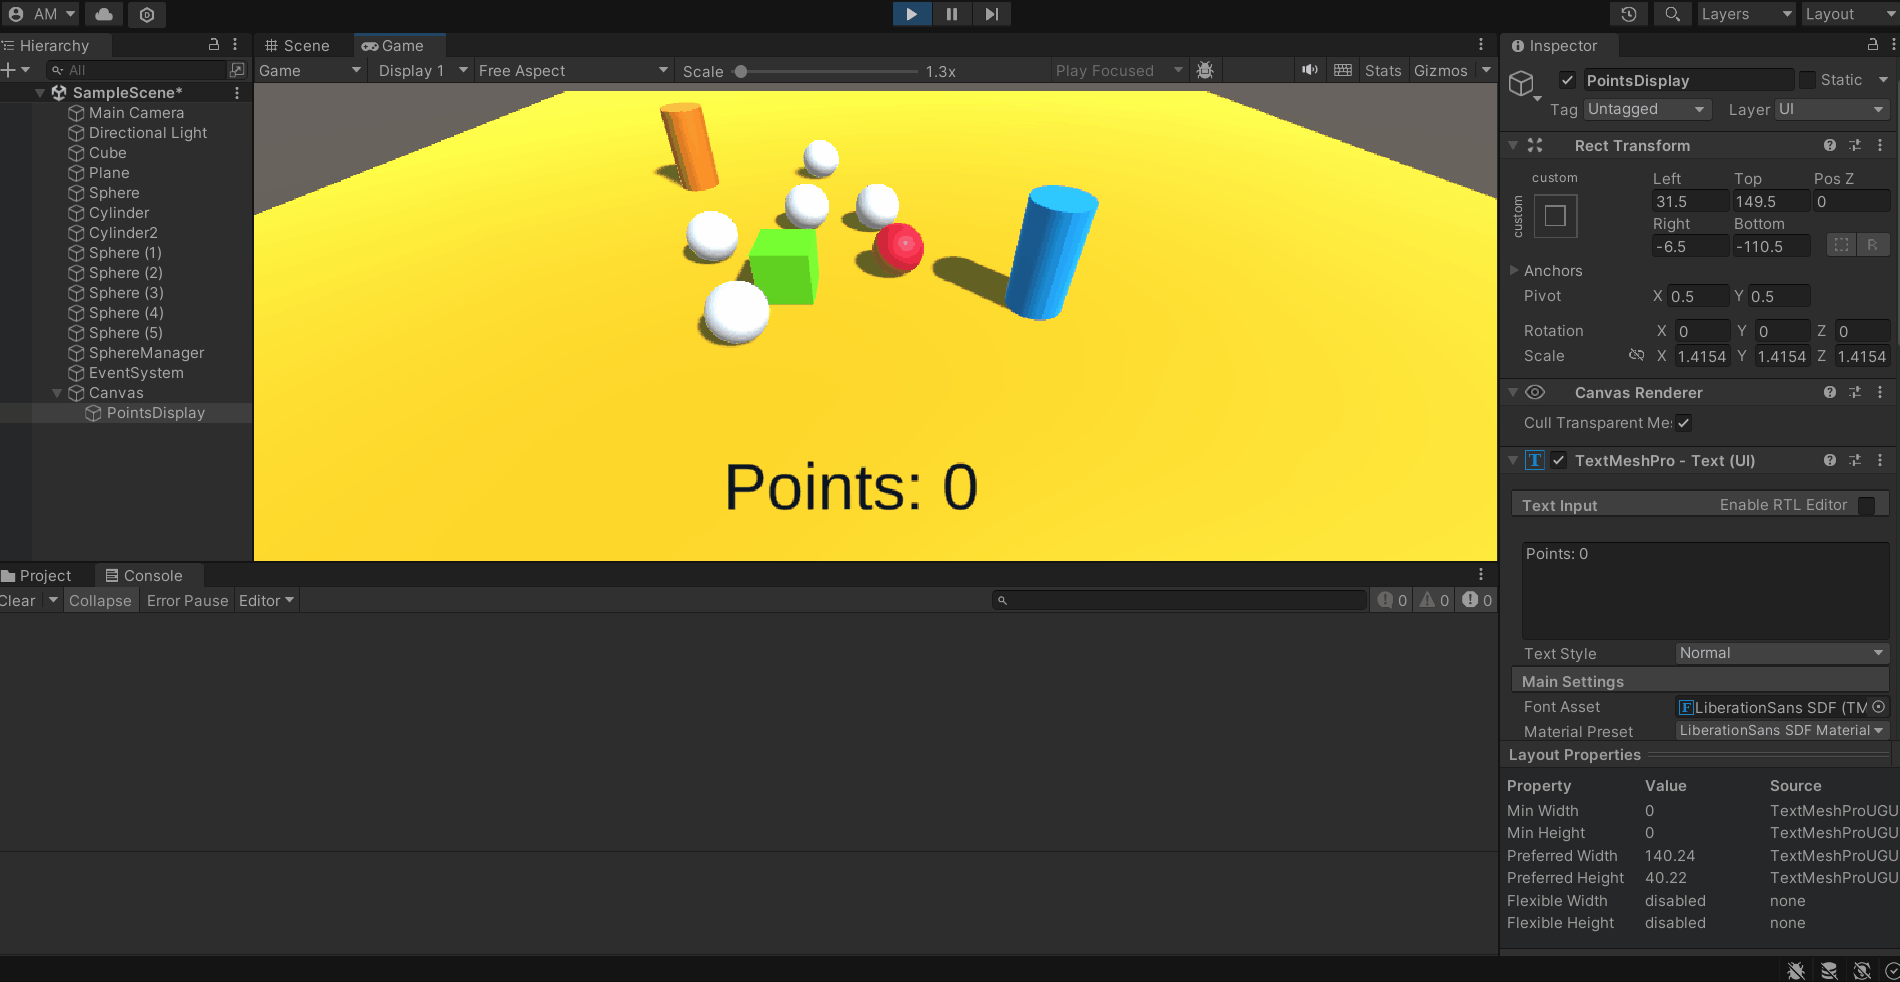 AM
Layers
Layout
Hierarchy
All
SampleScene*
Main Camera
Directional Light
Cube
Plane
Sphere
Cylinder
Cylinder2
Sphere (1)
Sphere (2)
Sphere (3)
Sphere (4)
Sphere (5)
SphereManager
EventSystem
Canvas
PointsDisplay
Scene Game
Game Display 1 Free Aspect Scale 1.3x Play Focused Stats Gizmos
Points: 0
Project Console
Clear Collapse Error Pause Editor 0 0 0
Inspector
PointsDisplay Static
Tag Untagged Layer UI
Rect Transform
custom
custom
Left Top Pos Z
31.5 149.5 0
Right Bottom
-6.5 -110.5 R
Anchors
Pivot X 0.5 Y 0.5
Rotation X 0 Y 0 Z 0
Scale X 1.4154 Y 1.4154 Z 1.4154
Canvas Renderer
Cull Transparent Me
TextMeshPro - Text (UI)
Text Input Enable RTL Editor
Points: 0
Text Style Normal
Main Settings
Font Asset F LiberationSans SDF (TM
Material Preset LiberationSans SDF Material
Layout Properties
Property Value Source
Min Width 0 TextMeshProUGU
Min Height 0 TextMeshProUGU
Preferred Width 140.24 TextMeshProUGU
Preferred Height 40.22 TextMeshProUGU
Flexible Width disabled none
Flexible Height disabled none